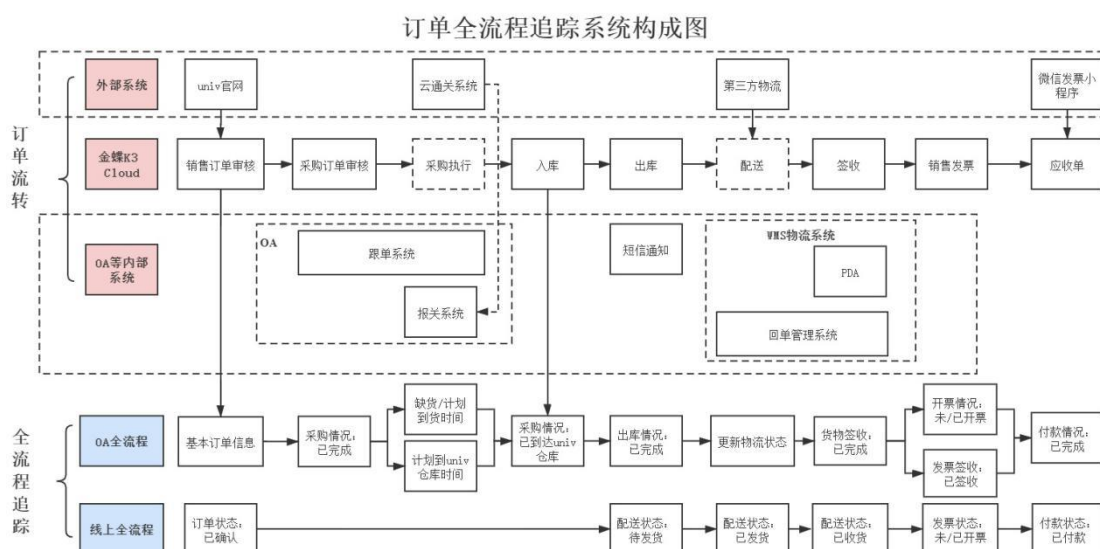 订单全流程追踪系统构成图
订单流转
外部系统
univ官网
云通关系统
第三方物流
微信发票小
程序
金蝶K3
Cloud
销售订单审核
采购订单审核
采购执行
入库
出库
配送
签收
销售发票
应收单
OA等内部
系统
OA
跟单系统
报关系统
短信通知
WMS物流系统
PDA
回单管理系统
全流程追踪
OA全流程
基本订单信息
采购情况：
已完成
缺货/计划
到货时间
计划到univ
仓库时间
采购情况：
已到达univ
仓库
出库情况：
已完成
更新物流状态
货物签收：
已完成
开票情况：
未/已开票
发票签收：
已签收
付款情况：
已完成
线上全流程
订单状态：
已确认
配送状态：
待发货
配送状态：
已发货
配送状态：
已收货
发票状态：
未/已开票
付款状态：
已付款